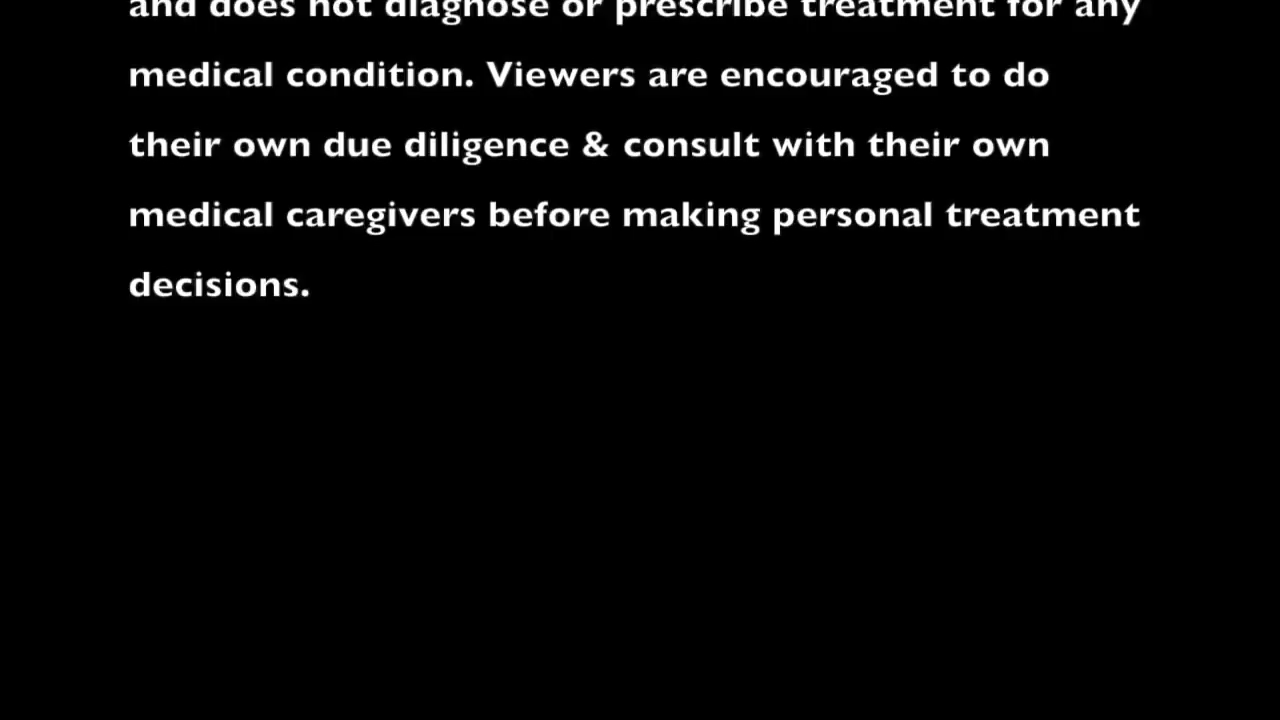 and does not diagnose or prescribe treatment for any
medical condition. Viewers are encouraged to do
their own due diligence & consult with their own
medical caregivers before making personal treatment
decisions.